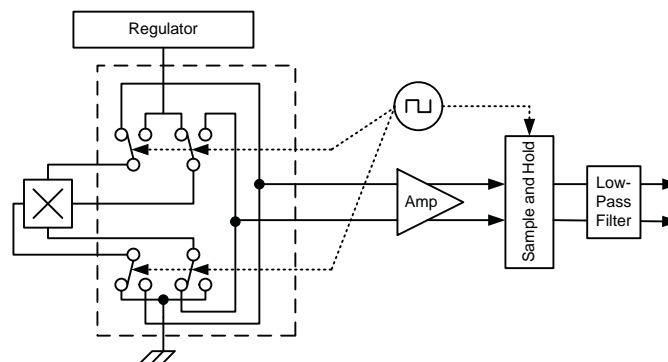 Regulator
Amp
Sample and Hold
Low-
Pass
Filter